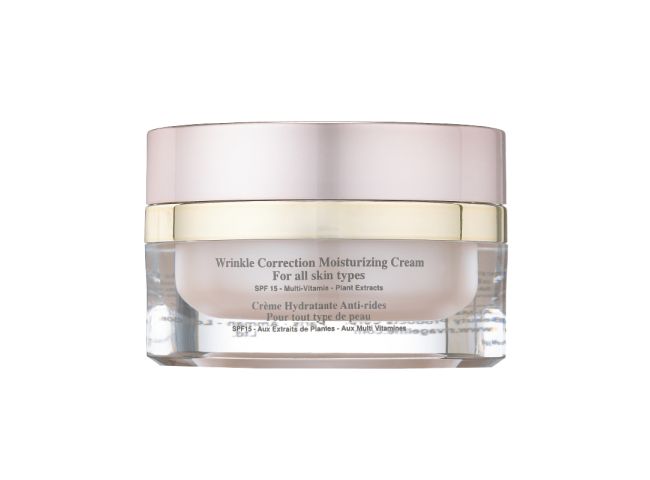 Wrinkle Correction Moisturizing Cream
For all skin types
SPF 15 - Multi-Vitamin - Plant Extracts
Crème Hydratante Anti-rides
Pour tout type de peau
SPF15 - Aux Extraits de Plantes - Aux Multi Vitamines